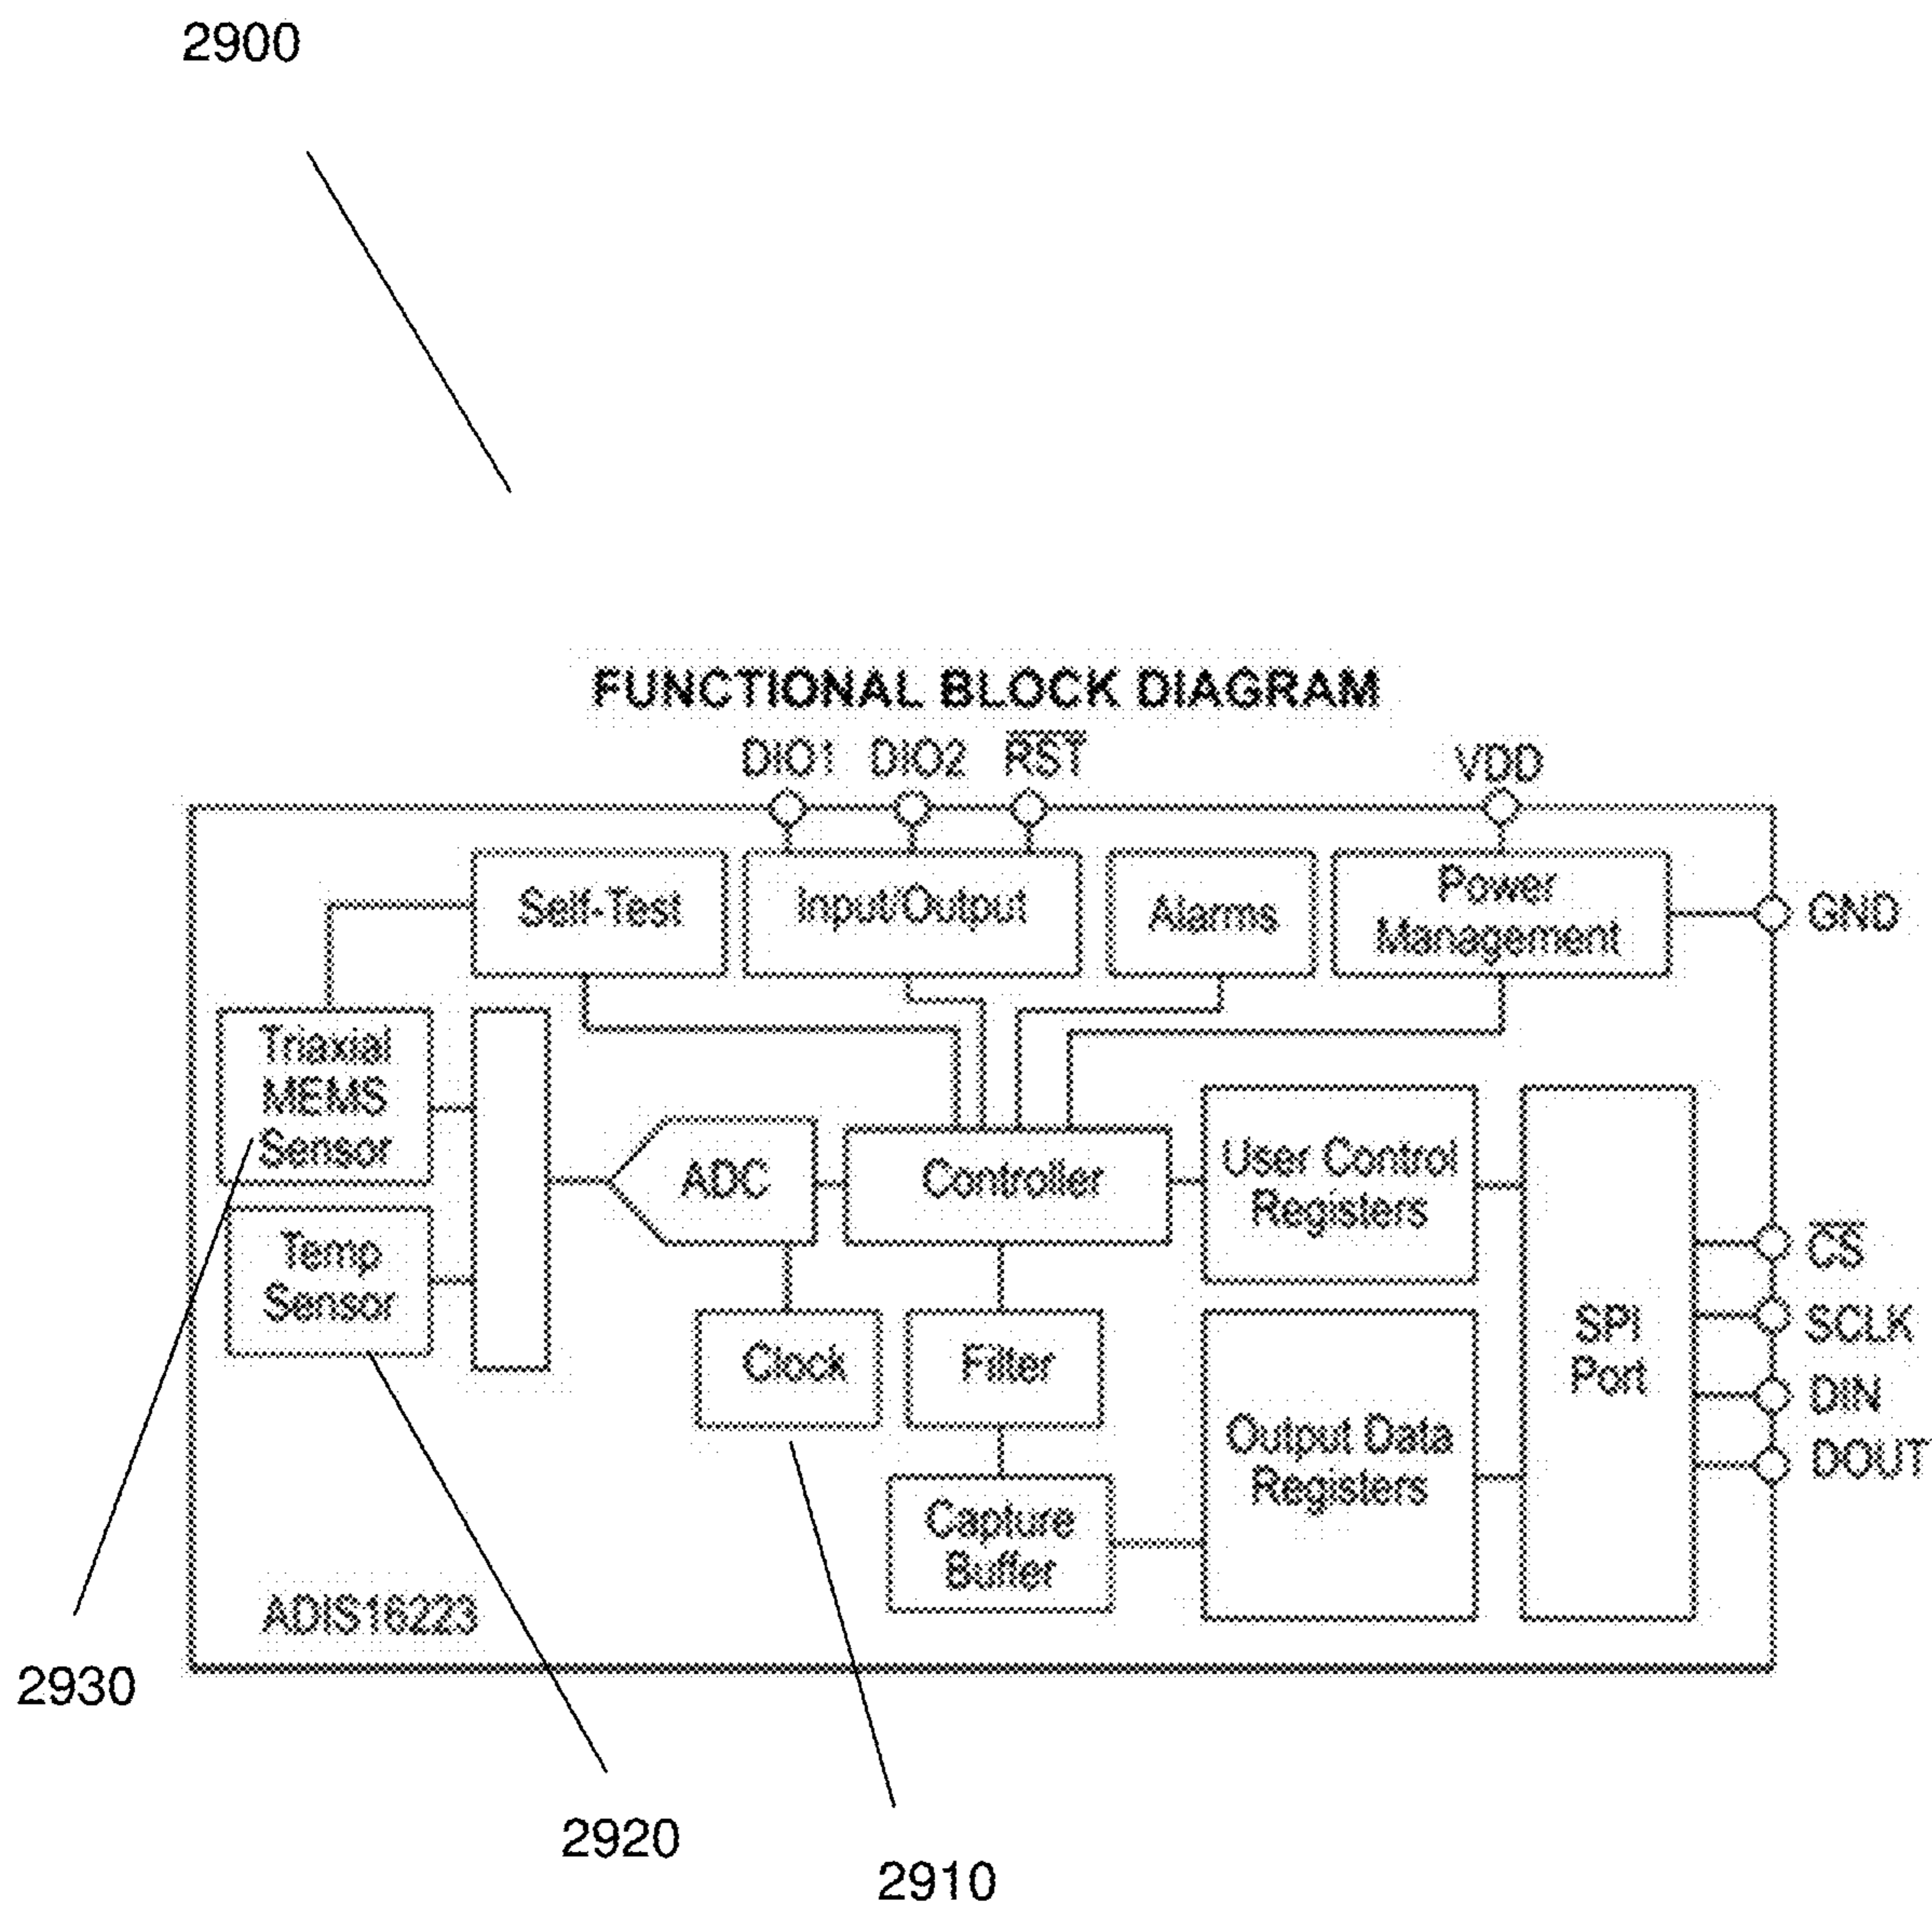 2900
FUNCTIONAL BLOCK DIAGRAM
DIO1 DIO2 RST VDD
Self-Test
Input/Output
Alarms
Power
Management
GND
Triaxial
MEMS
Sensor
ADC
Controller
User Control
Registers
Temp
Sensor
CS
SCLK
DIN
DOUT
SPI
Port
Clock
Filter
Output Data
Registers
Capture
Buffer
ADIS16223
2930
2920
2910